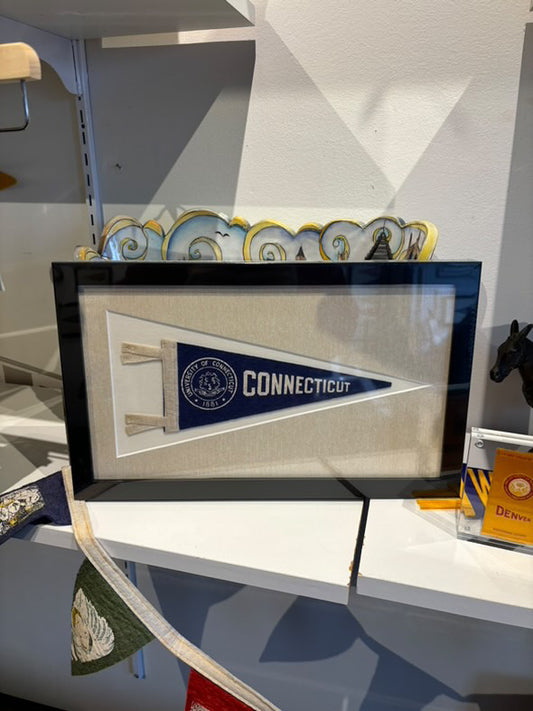 UNIVERSITY OF CONNECTICUT
1881
CONNECTICUT
DENVER